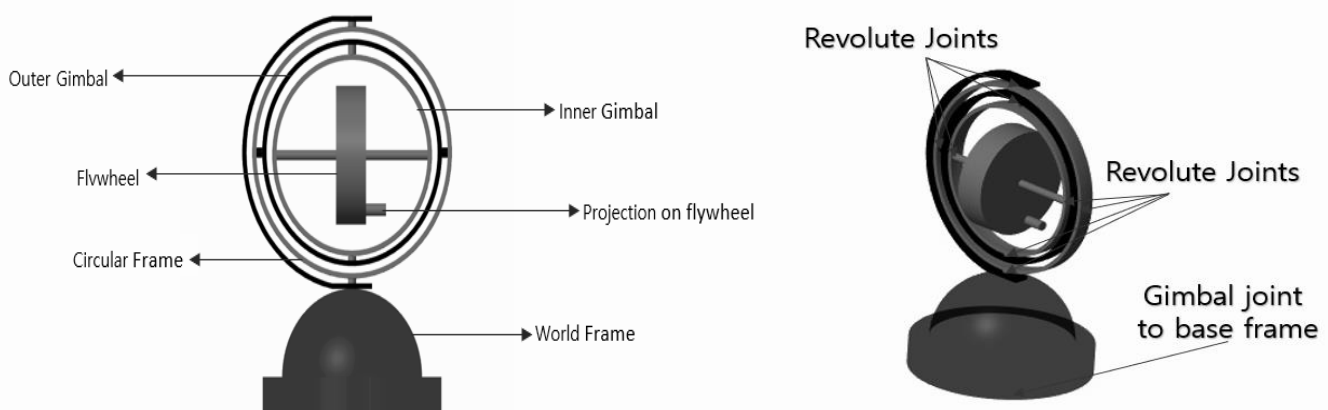 Outer Gimbal
Inner Gimbal
Flvwheel
Projection on flywheel
Circular Frame
World Frame
Revolute Joints
Revolute Joints
Gimbal joint
to base frame